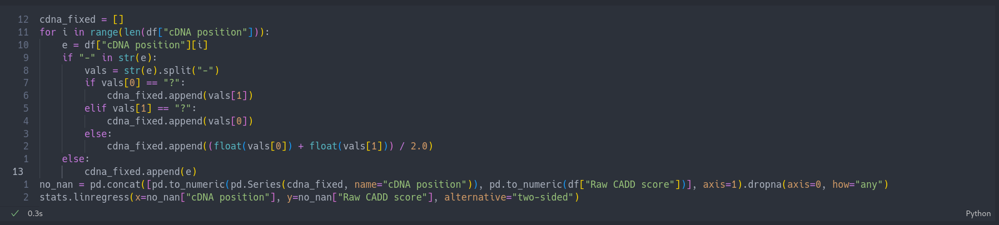 12 cdna_fixed = []
11 for i in range(len(df["cDNA position"])):
10     e = df["cDNA position"][i]
9     if "-" in str(e):
8         vals = str(e).split("-")
7         if vals[0] == "?":
6             cdna_fixed.append(vals[1])
5         elif vals[1] == "?":
4             cdna_fixed.append(vals[0])
3         else:
2             cdna_fixed.append((float(vals[0]) + float(vals[1])) / 2.0)
1     else:
13         cdna_fixed.append(e)
1 no_nan = pd.concat([pd.to_numeric(pd.Series(cdna_fixed, name="cDNA position")), pd.to_numeric(df["Raw CADD score"])], axis=1).dropna(axis=0, how="any")
2 stats.linregress(x=no_nan["cDNA position"], y=no_nan["Raw CADD score"], alternative="two-sided")
✓ 0.3s Python